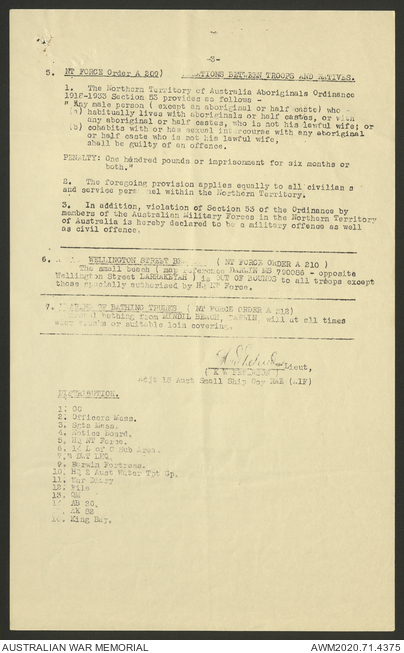 -3-
5. NT FORCE Order A 209) RELATIONS BETWEEN TROOPS AND NATIVES.
1. The Northern Territory of Australia Aboriginals Ordinance
1918-1933 Section 53 provides as follows -
" Any male person ( except an aboriginal or half caste) who -
(a) habitually lives with aboriginals or half castes, or with
any aboriginal or half castes, who is not his lawful wife; or
(b) cohabits with or has sexual intercourse with any aboriginal
or half caste who is not his lawful wife,
shall be guilty of an offence.
PENALTY: One hundred pounds or imprisonment for six months or
both."
2. The foregoing provision applies equally to all civilian s
and service personnel within the Northern Territory.
3. In addition, violation of Section 53 of the Ordinance by
members of the Australian Military Forces in the Northern Territory
of Australia is hereby declared to be a military offence as well
as civil offence.
6. WELLINGTON STREET ( NT FORCE ORDER A 210 )
The small beach ( map reference DARWIN MS 790086 - opposite
Wellington Street LARRAKEYAH ) is OUT OF BOUNDS to all troops except
those specially authorised by HQ NT Force.
7. WEARING OF BATHING TRUNKS ( NT FORCE ORDER A 212)
bathing from MINDIL BEACH, DARWIN will at all times
wear or suitable loin covering.
Lieut,
Adjt 13 Aust Small Ship Coy RAE (AIF)
DISTRIBUTION.
1. OC
2. Officers Mess.
3. Sgts Mess.
4. Notice Board.
5. HQ NT Force.
6. L of C Sub Area.
7.
9. Darwin Fortress.
10. HQ 2 Aust Water Tpt Gp.
11. War Diary
12. File
13. QM
AB 20.
AK 82
16. King Bay.
AUSTRALIAN WAR MEMORIAL
AWM2020.71.4375